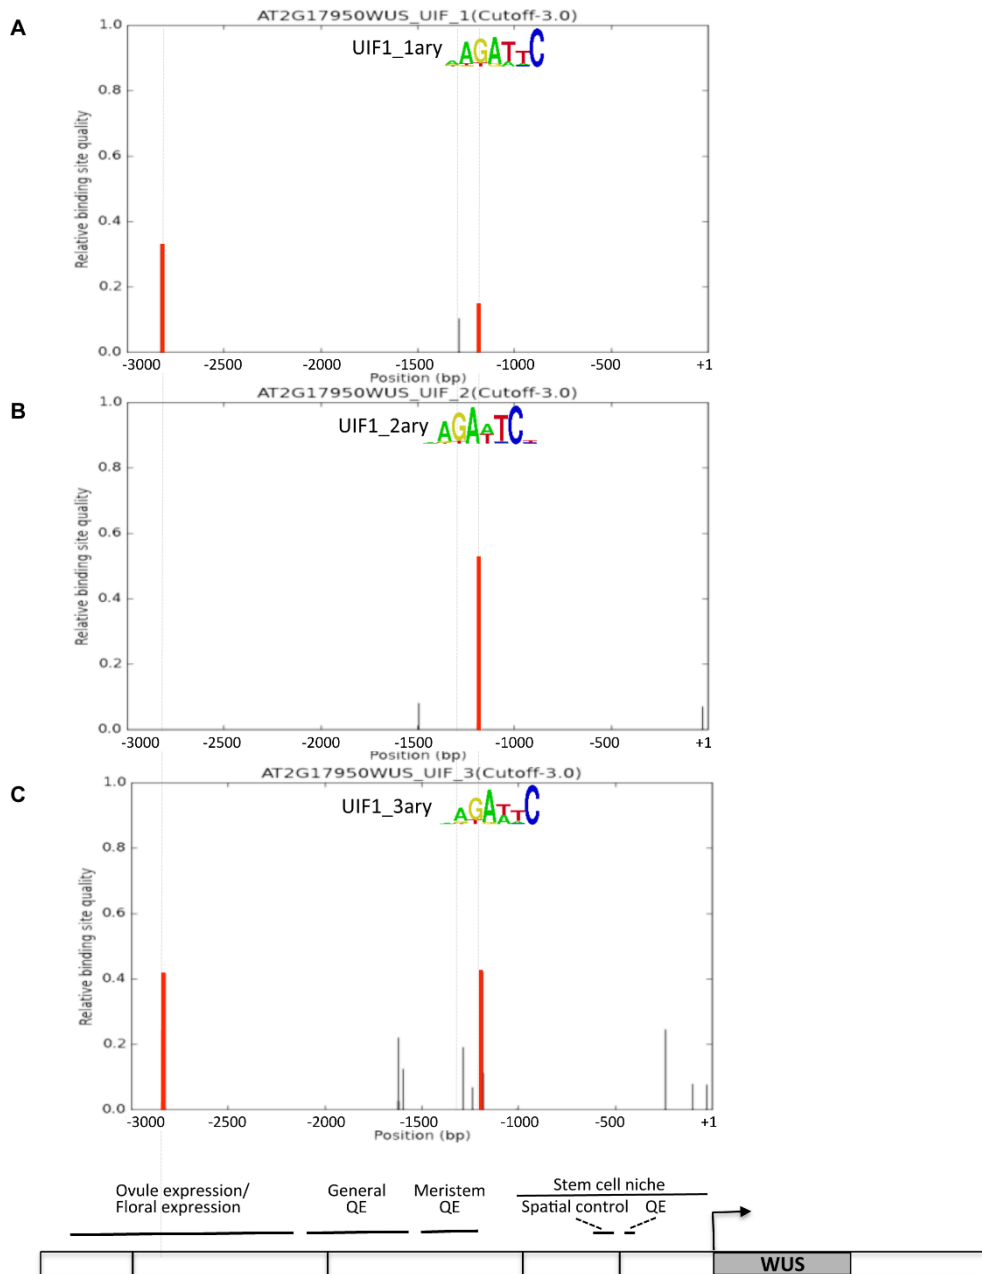 A
AT2G17950WUS_UIF_1(Cutoff-3.0)
UIF1_1ary AGATTC
Relative binding site quality
1.0
0.8
0.6
0.4
0.2
0.0
-3000 -2500 -2000 -1500 -1000 -500 +1
Position (bp)
B
AT2G17950WUS_UIF_2(Cutoff-3.0)
UIF1_2ary AGAATC
Relative binding site quality
1.0
0.8
0.6
0.4
0.2
0.0
-3000 -2500 -2000 -1500 -1000 -500 +1
Position (bp)
C
AT2G17950WUS_UIF_3(Cutoff-3.0)
UIF1_3ary AGATTC
Relative binding site quality
1.0
0.8
0.6
0.4
0.2
0.0
-3000 -2500 -2000 -1500 -1000 -500 +1
Position (bp)
Ovule expression/
Floral expression
General
QE
Meristem
QE
Stem cell niche
Spatial control QE
WUS